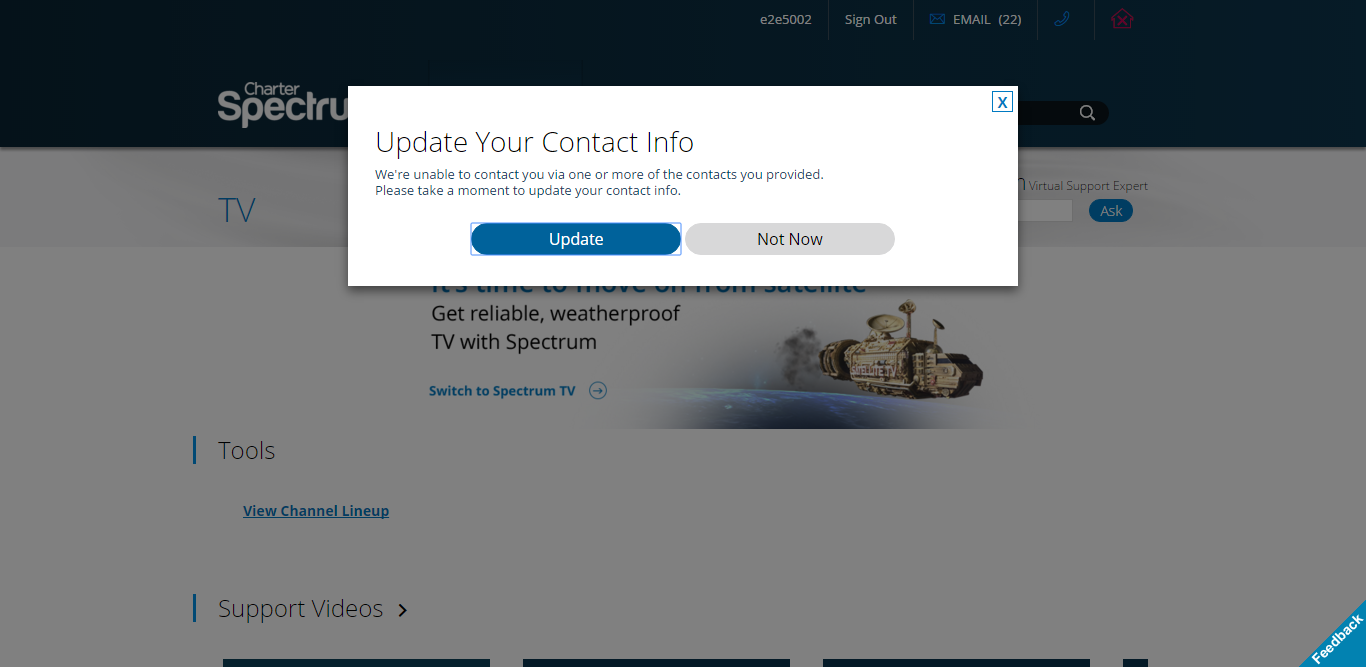 e2e5002
Sign Out
EMAIL (22)
Charter
Spectru
X
Update Your Contact Info
We're unable to contact you via one or more of the contacts you provided.
Please take a moment to update your contact info.
Update
Not Now
TV
Virtual Support Expert
Ask
It's time to move on from satellite
Get reliable, weatherproof
TV with Spectrum
SATELLITE TV
Switch to Spectrum TV
Tools
View Channel Lineup
Support Videos
Feedback